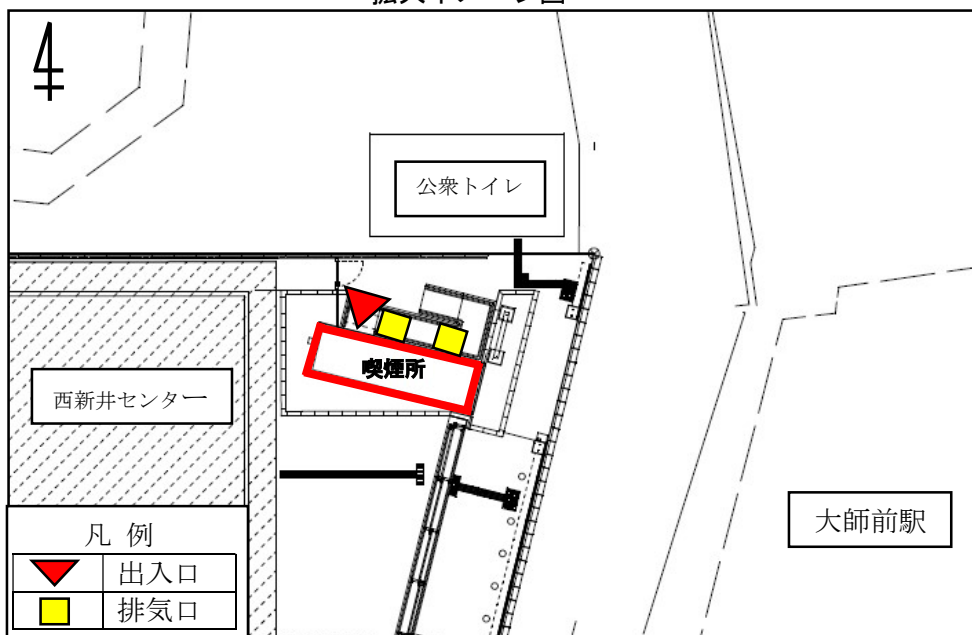 公衆トイレ
喫煙所
西新井センター
大師前駅
凡 例
出入口
排気口